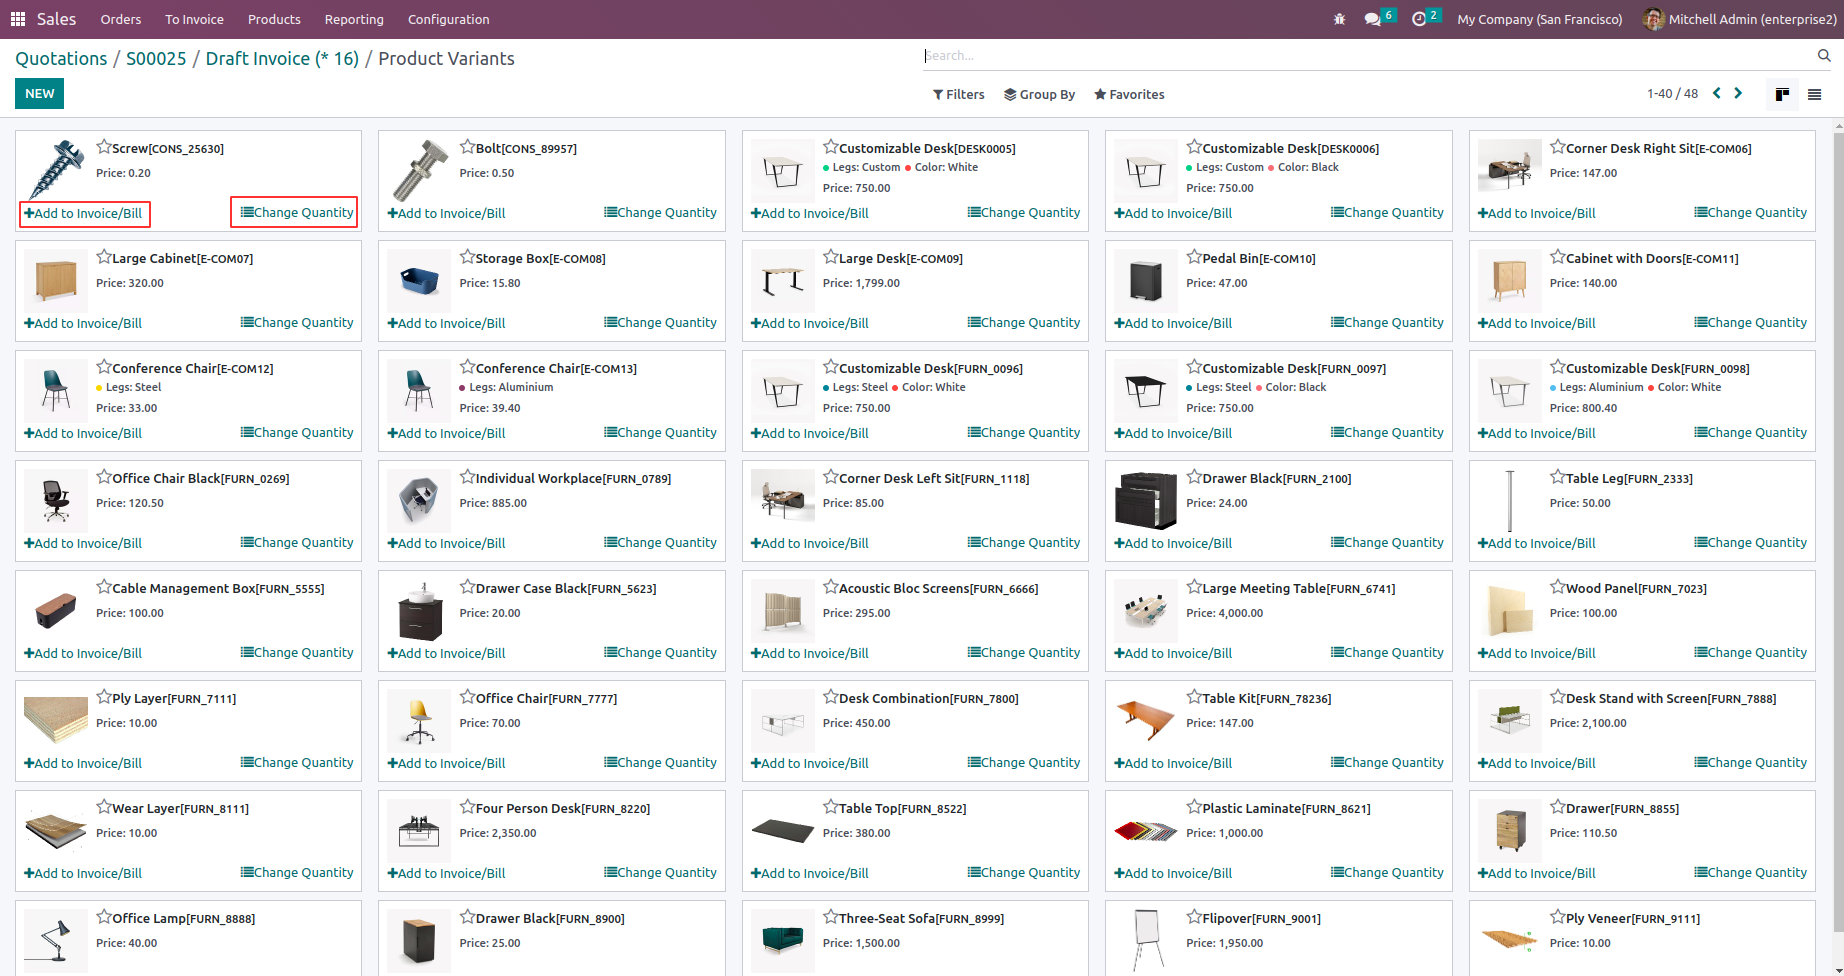 Sales Orders To Invoice Products Reporting Configuration 6 2 My Company (San Francisco) Mitchell Admin (enterprise2)
Quotations / S00025 / Draft Invoice (* 16) / Product Variants Search...
NEW Filters Group By Favorites 1-40 / 48
Screw[CONS_25630] Bolt[CONS_89957] Customizable Desk[DESK0005] Customizable Desk[DESK0006] Corner Desk Right Sit[E-COM06]
Legs: Custom Color: White Legs: Custom Color: Black
Price: 0.20 Price: 0.50 Price: 750.00 Price: 750.00 Price: 147.00
Add to Invoice/Bill Change Quantity Add to Invoice/Bill Change Quantity Add to Invoice/Bill Change Quantity Add to Invoice/Bill Change Quantity Add to Invoice/Bill Change Quantity
Large Cabinet[E-COM07] Storage Box[E-COM08] Large Desk[E-COM09] Pedal Bin[E-COM10] Cabinet with Doors[E-COM11]
Price: 320.00 Price: 15.80 Price: 1,799.00 Price: 47.00 Price: 140.00
Add to Invoice/Bill Change Quantity Add to Invoice/Bill Change Quantity Add to Invoice/Bill Change Quantity Add to Invoice/Bill Change Quantity Add to Invoice/Bill Change Quantity
Conference Chair[E-COM12] Conference Chair[E-COM13] Customizable Desk[FURN_0096] Customizable Desk[FURN_0097] Customizable Desk[FURN_0098]
Legs: Steel Legs: Aluminium Legs: Steel Color: White Legs: Steel Color: Black Legs: Aluminium Color: White
Price: 33.00 Price: 39.40 Price: 750.00 Price: 750.00 Price: 800.40
Add to Invoice/Bill Change Quantity Add to Invoice/Bill Change Quantity Add to Invoice/Bill Change Quantity Add to Invoice/Bill Change Quantity Add to Invoice/Bill Change Quantity
Office Chair Black[FURN_0269] Individual Workplace[FURN_0789] Corner Desk Left Sit[FURN_1118] Drawer Black[FURN_2100] Table Leg[FURN_2333]
Price: 120.50 Price: 885.00 Price: 85.00 Price: 24.00 Price: 50.00
Add to Invoice/Bill Change Quantity Add to Invoice/Bill Change Quantity Add to Invoice/Bill Change Quantity Add to Invoice/Bill Change Quantity Add to Invoice/Bill Change Quantity
Cable Management Box[FURN_5555] Drawer Case Black[FURN_5623] Acoustic Bloc Screens[FURN_6666] Large Meeting Table[FURN_6741] Wood Panel[FURN_7023]
Price: 100.00 Price: 20.00 Price: 295.00 Price: 4,000.00 Price: 100.00
Add to Invoice/Bill Change Quantity Add to Invoice/Bill Change Quantity Add to Invoice/Bill Change Quantity Add to Invoice/Bill Change Quantity Add to Invoice/Bill Change Quantity
Ply Layer[FURN_7111] Office Chair[FURN_7777] Desk Combination[FURN_7800] Table Kit[FURN_78236] Desk Stand with Screen[FURN_7888]
Price: 10.00 Price: 70.00 Price: 450.00 Price: 147.00 Price: 2,100.00
Add to Invoice/Bill Change Quantity Add to Invoice/Bill Change Quantity Add to Invoice/Bill Change Quantity Add to Invoice/Bill Change Quantity Add to Invoice/Bill Change Quantity
Wear Layer[FURN_8111] Four Person Desk[FURN_8220] Table Top[FURN_8522] Plastic Laminate[FURN_8621] Drawer[FURN_8855]
Price: 10.00 Price: 2,350.00 Price: 380.00 Price: 1,000.00 Price: 110.50
Add to Invoice/Bill Change Quantity Add to Invoice/Bill Change Quantity Add to Invoice/Bill Change Quantity Add to Invoice/Bill Change Quantity Add to Invoice/Bill Change Quantity
Office Lamp[FURN_8888] Drawer Black[FURN_8900] Three-Seat Sofa[FURN_8999] Flipover[FURN_9001] Ply Veneer[FURN_9111]
Price: 40.00 Price: 25.00 Price: 1,500.00 Price: 1,950.00 Price: 10.00